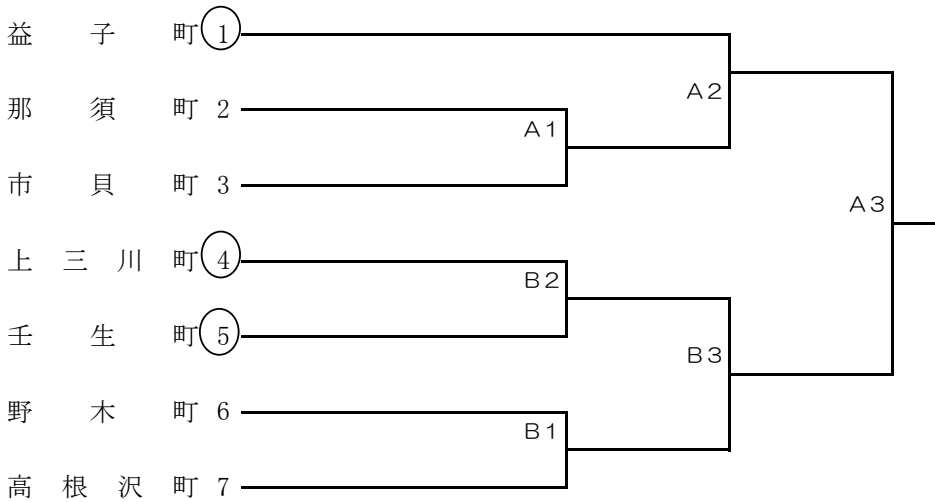 益子町 1
A2
那須町 2
A1
市貝町 3
A3
上三川町 4
B2
壬生町 5
B3
野木町 6
B1
高根沢町 7